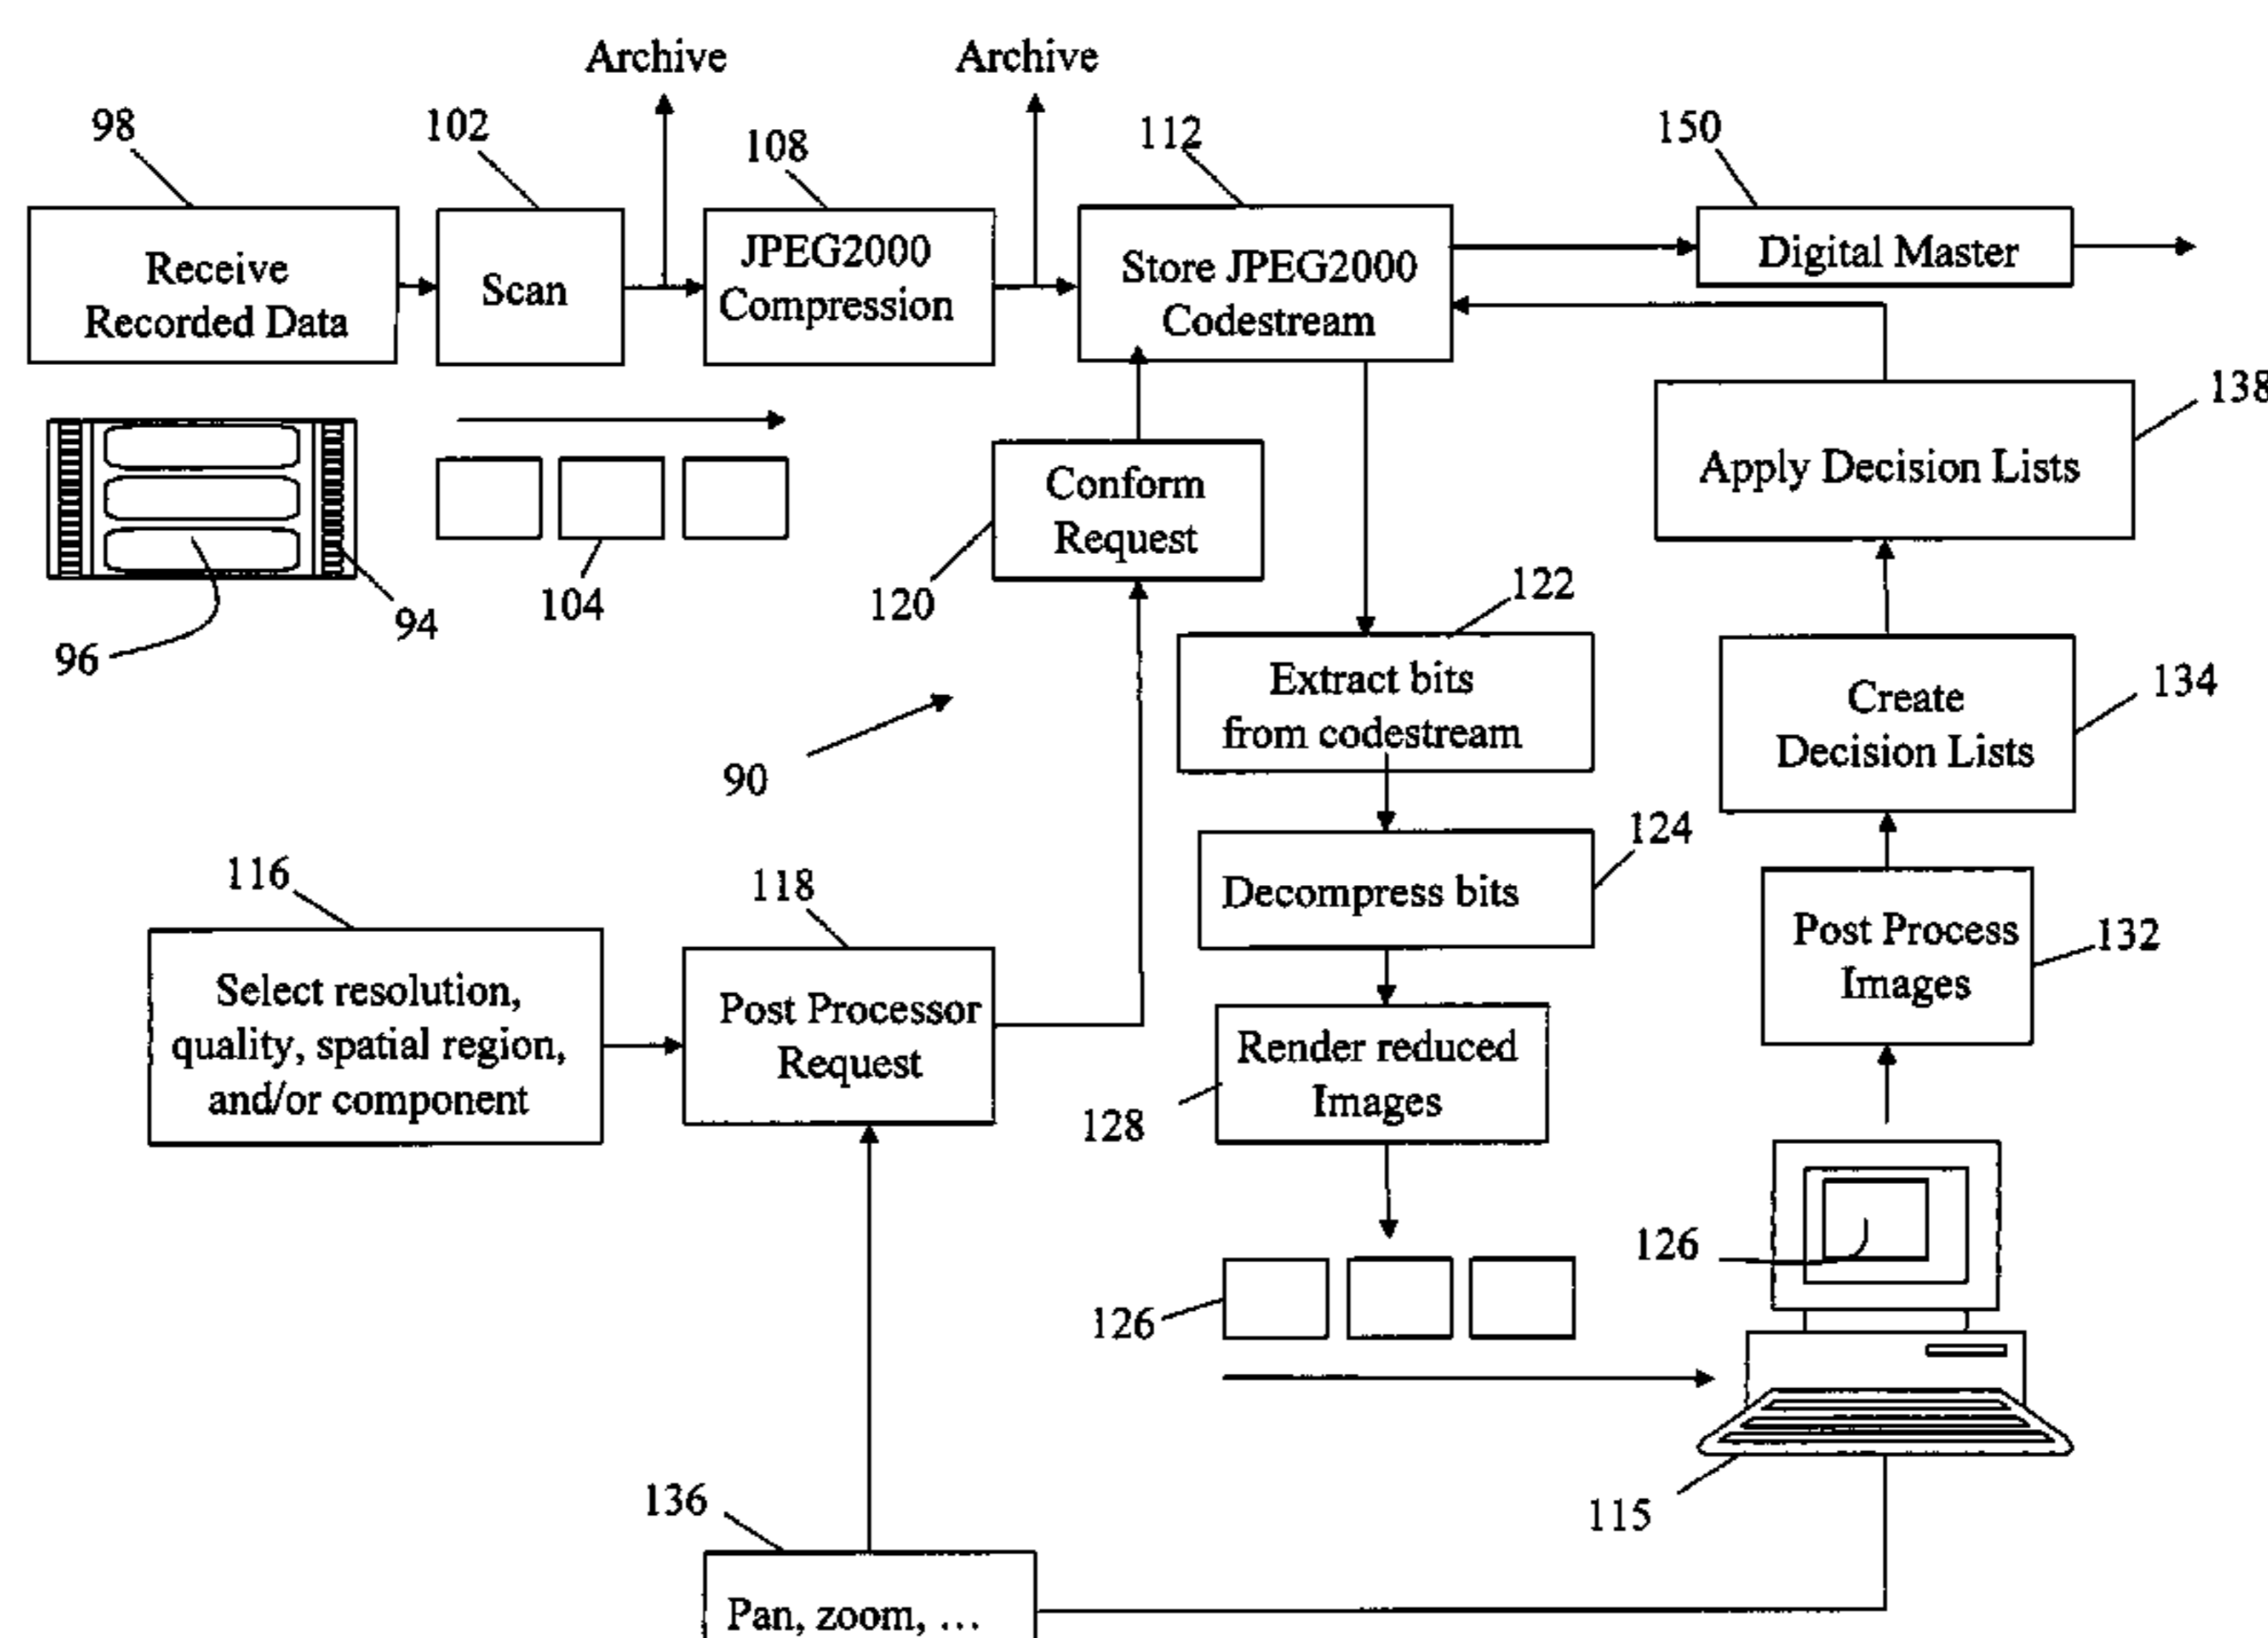 Archive
Archive
98
102
108
112
150
Receive
Recorded Data
Scan
JPEG2000
Compression
Store JPEG2000
Codestream
Digital Master
138
Apply Decision Lists
Conform
Request
120
104
94
96
122
Extract bits
from codestream
134
Create
Decision Lists
90
124
Decompress bits
116
118
Select resolution,
quality, spatial region,
and/or component
Post Processor
Request
Post Process
Images
132
Render reduced
Images
128
126
126
115
136
Pan, zoom, ...